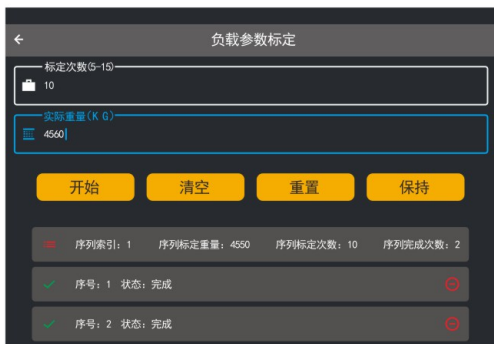 负载参数标定
标定次数(5-15)
10
实际重量(KG)
4560
开始 清空 重置 保持
序列索引：1 序列标定重量：4550 序列标定次数：10 序列完成次数：2
序号：1 状态：完成
序号：2 状态：完成